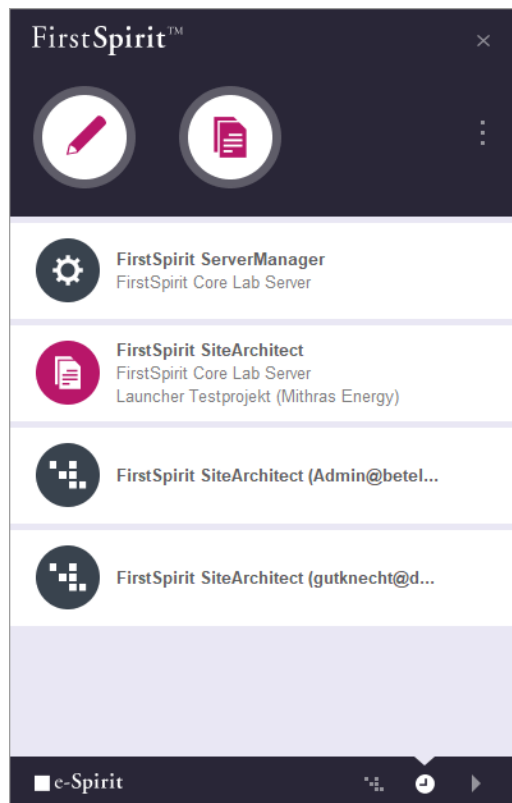 FirstSpirit™
FirstSpirit ServerManager
FirstSpirit Core Lab Server
FirstSpirit SiteArchitect
FirstSpirit Core Lab Server
Launcher Testprojekt (Mithras Energy)
FirstSpirit SiteArchitect (Admin@betel...
FirstSpirit SiteArchitect (gutknecht@d...
e-Spirit